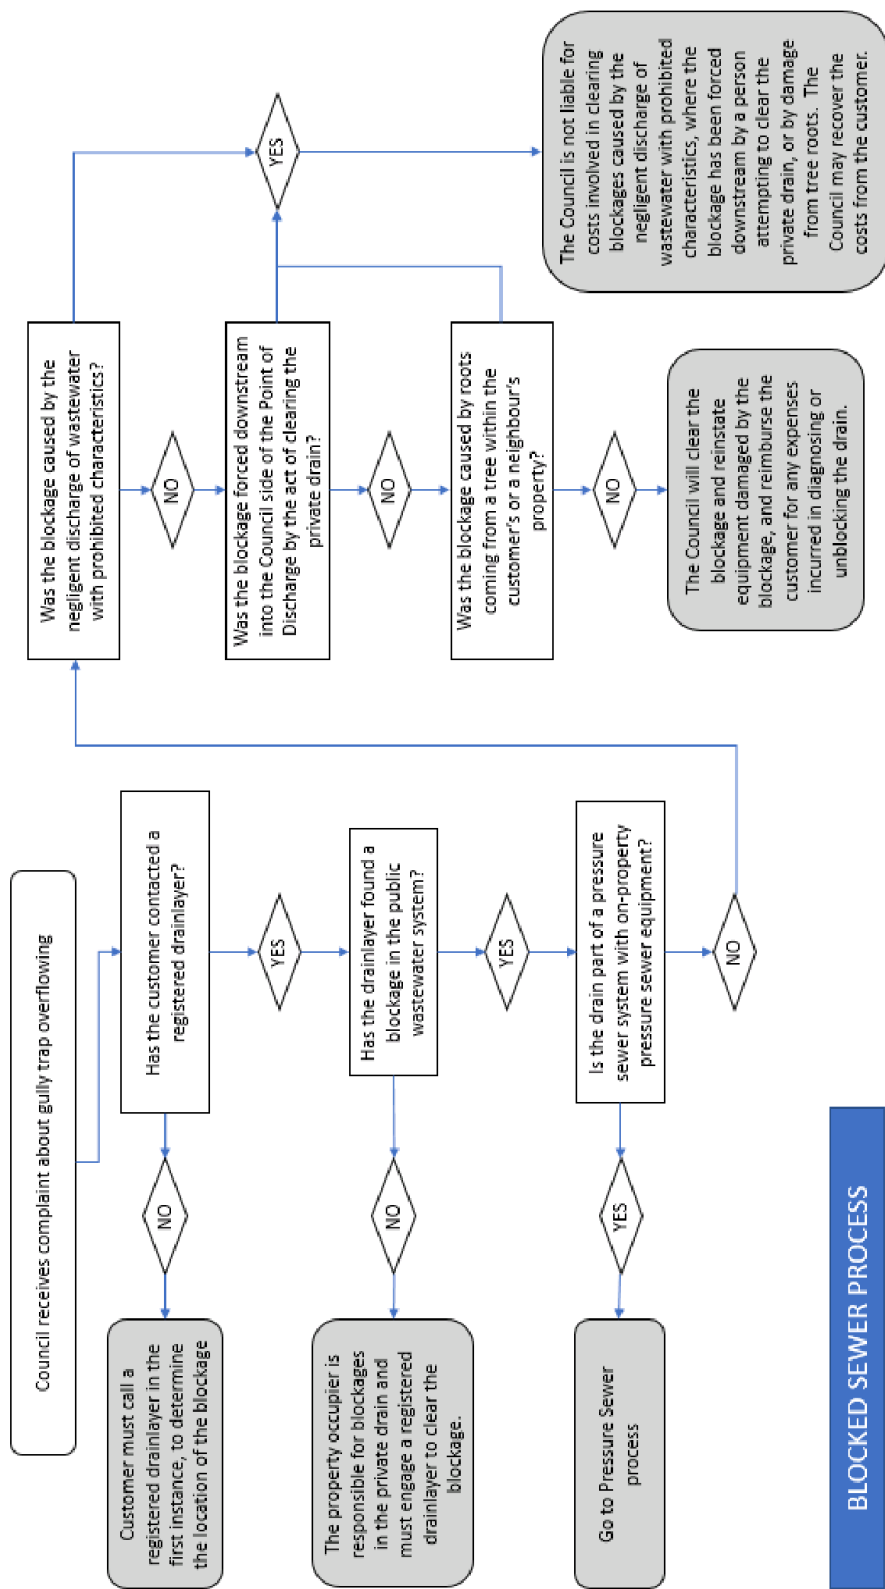 Council receives complaint about gully trap overflowing
Has the customer contacted a
registered drainlayer?
NO
Customer must call a
registered drainlayer in the
first instance, to determine
the location of the blockage
YES
Has the drainlayer found a
blockage in the public
wastewater system?
NO
The property occupier is
responsible for blockages
in the private drain and
must engage a registered
drainlayer to clear the
blockage.
YES
Is the drain part of a pressure
sewer system with on-property
pressure sewer equipment?
YES
Go to Pressure Sewer
process
NO
Was the blockage caused by the
negligent discharge of wastewater
with prohibited characteristics?
NO
Was the blockage forced downstream
into the Council side of the Point of
Discharge by the act of clearing the
private drain?
NO
Was the blockage caused by roots
coming from a tree within the
customer's or a neighbour's
property?
NO
The Council will clear the
blockage and reinstate
equipment damaged by the
blockage, and reimburse the
customer for any expenses
incurred in diagnosing or
unblocking the drain.
YES
The Council is not liable for
costs involved in clearing
blockages caused by the
negligent discharge of
wastewater with prohibited
characteristics, where the
blockage has been forced
downstream by a person
attempting to clear the
private drain, or by damage
from tree roots. The
Council may recover the
costs from the customer.
BLOCKED SEWER PROCESS